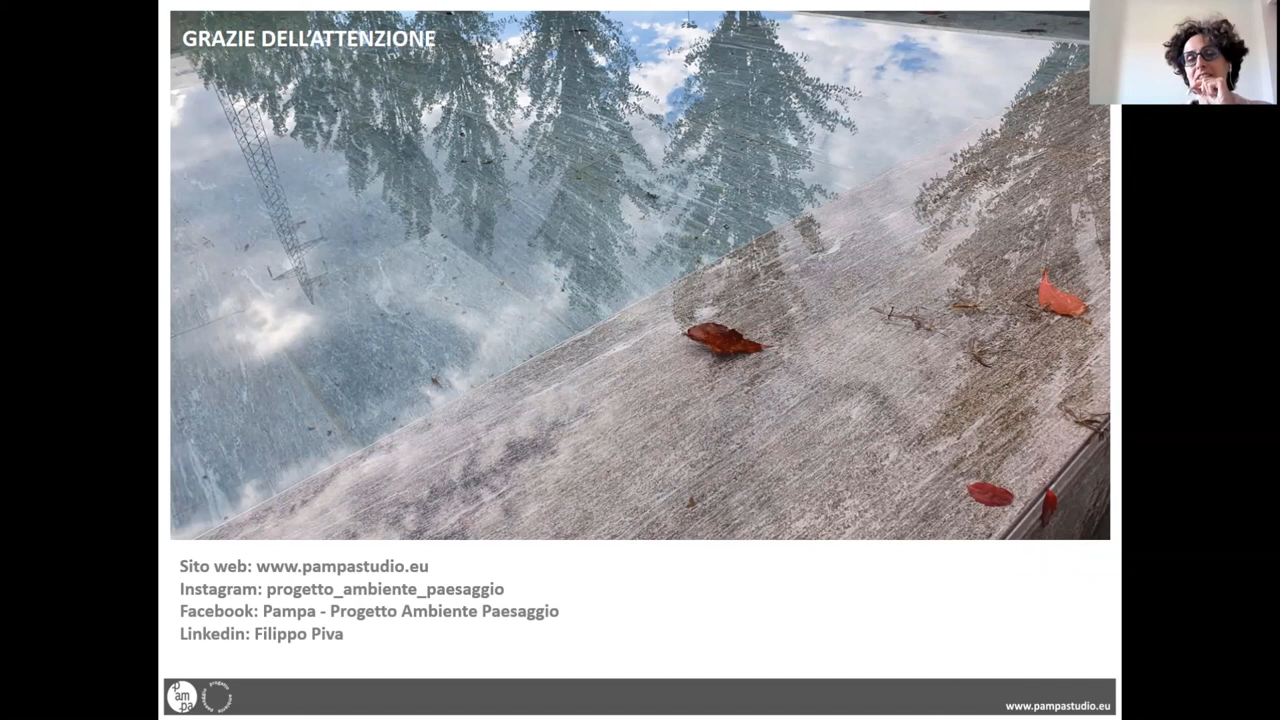 GRAZIE DELL'ATTENZIONE
Sito web: www.pampastudio.eu
Instagram: progetto_ambiente_paesaggio
Facebook: Pampa - Progetto Ambiente Paesaggio
Linkedin: Filippo Piva
pam
pa
www.pampastudio.eu